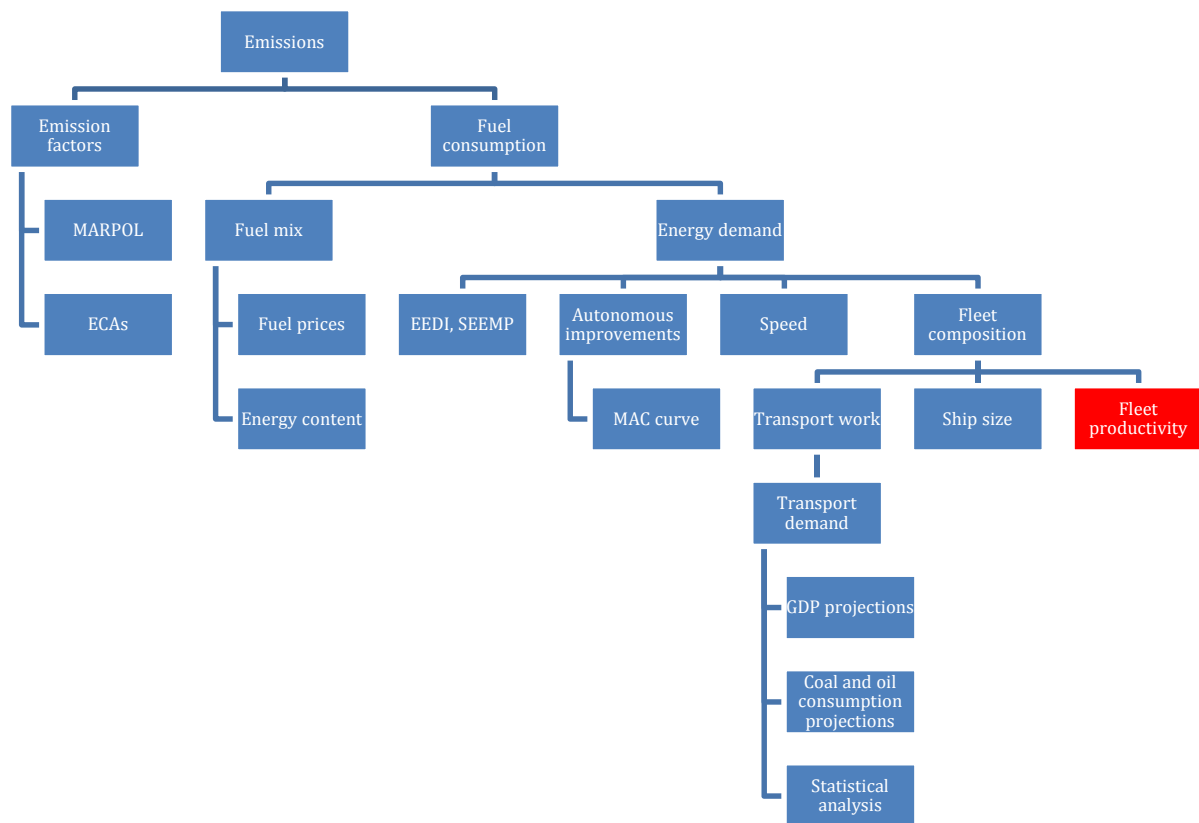 Emissions
Emission
factors
Fuel
consumption
MARPOL
Fuel mix
Energy demand
ECAs
Fuel prices
EEDI, SEEMP
Autonomous
improvements
Speed
Fleet
composition
Energy content
MAC curve
Transport work
Ship size
Fleet
productivity
Transport
demand
GDP projections
Coal and oil
consumption
projections
Statistical
analysis